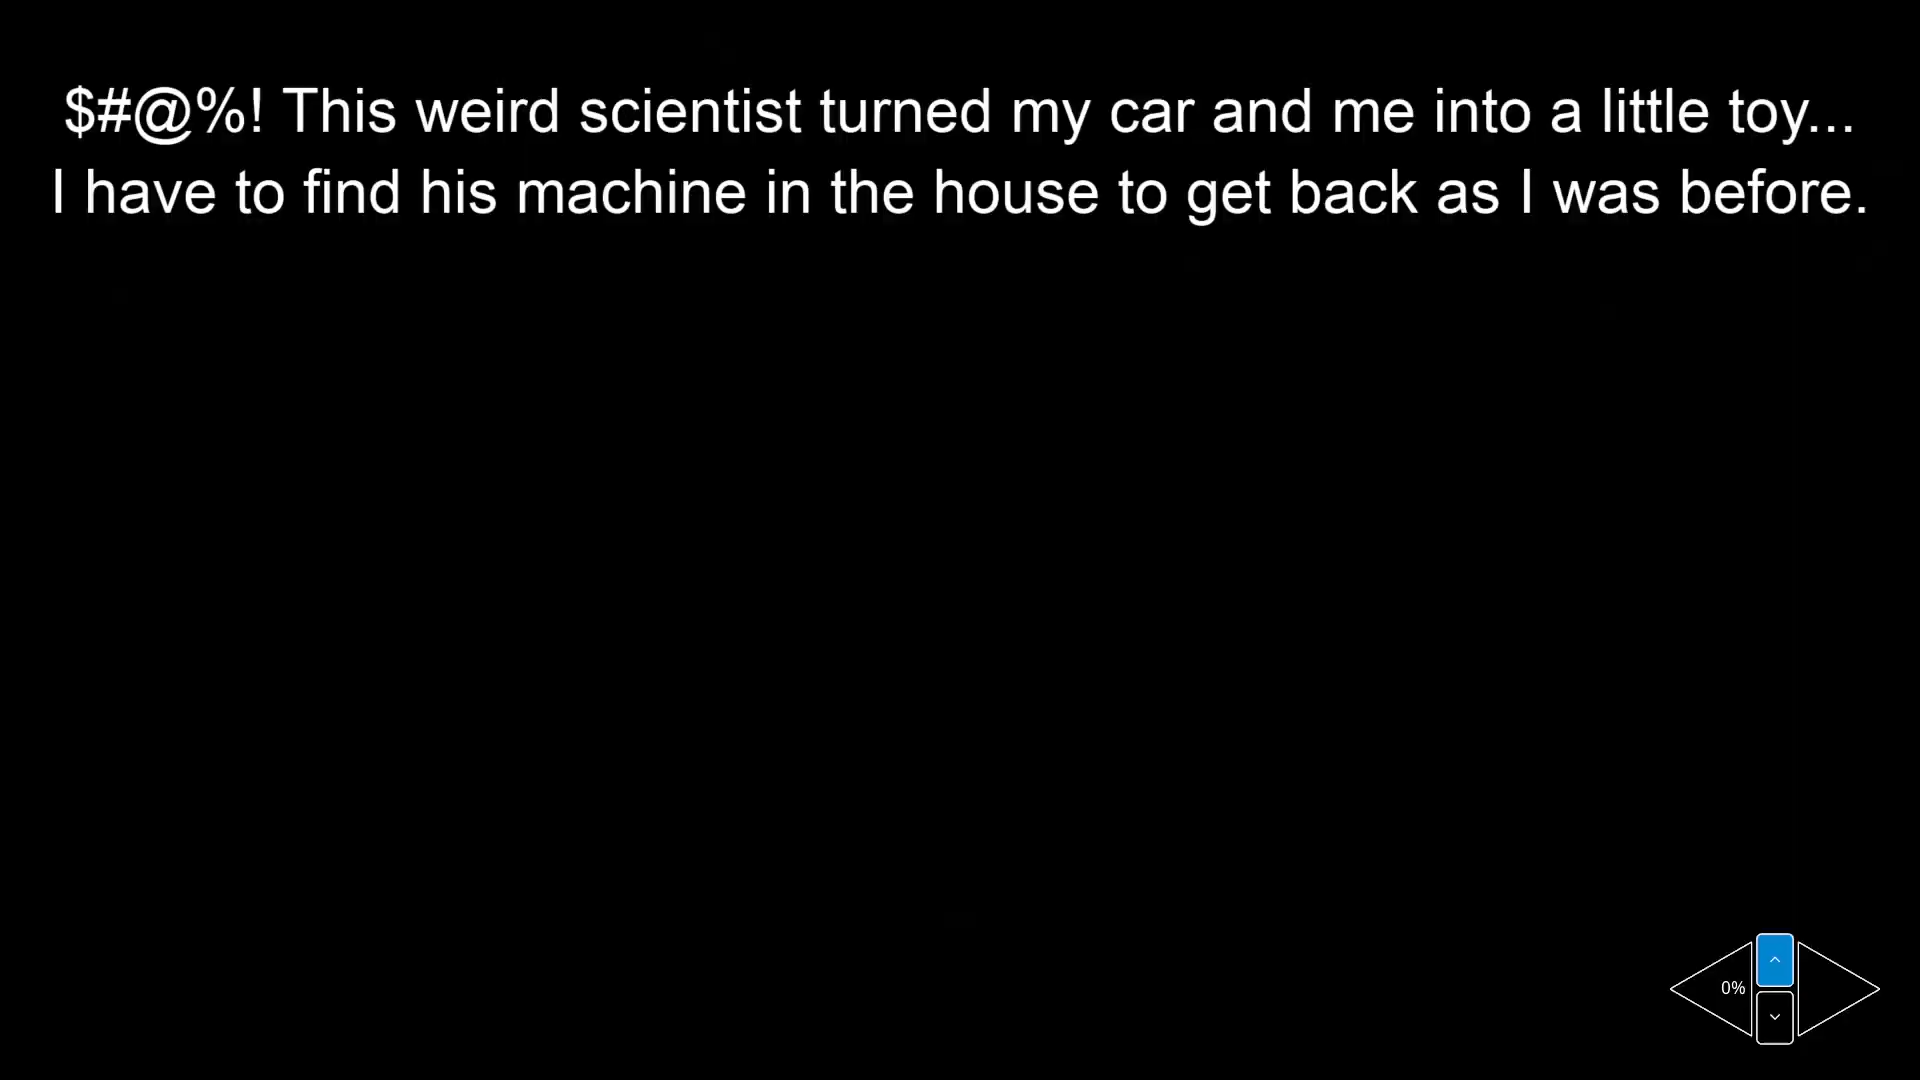 $#@%! This weird scientist turned my car and me into a little toy...
I have to find his machine in the house to get back as I was before.
0%